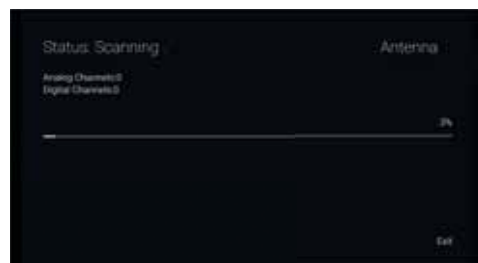 Status: Scanning
Antenna
Analog Channels:0
Digital Channels:0
3%
Exit